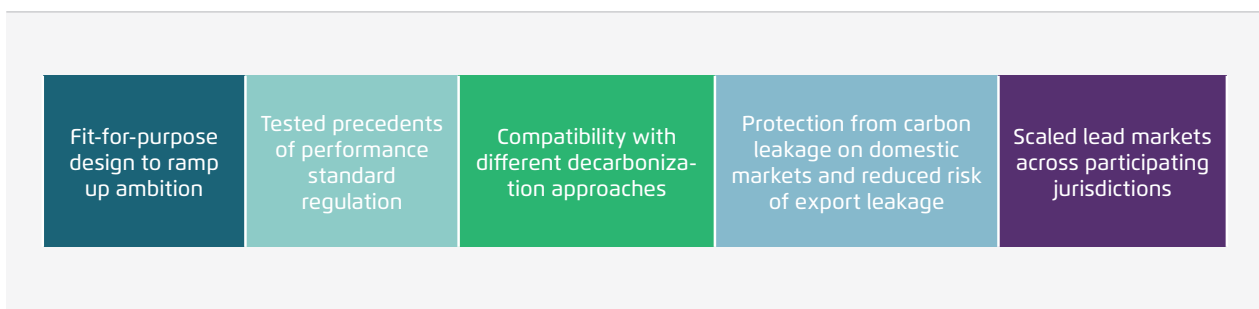 Fit-for-purpose
design to ramp
up ambition
Tested precedents
of performance
standard
regulation
Compatibility with
different decarboniza-
tion approaches
Protection from carbon
leakage on domestic
markets and reduced risk
of export leakage
Scaled lead markets
across participating
jurisdictions